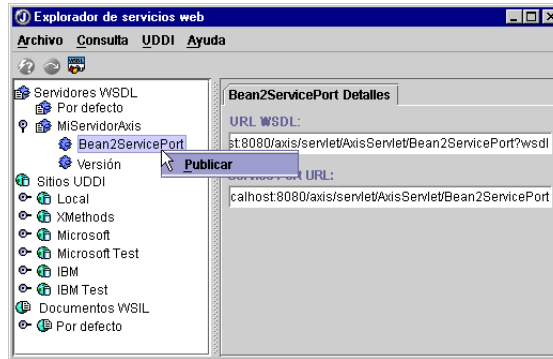 Explorador de servicios web
Archivo Consulta UDDI Ayuda
WSDL
Servidores WSDL
Por defecto
MiServidorAxis
Bean2ServicePort
Versión
Sitios UDDI
Local
XMethods
Microsoft
Microsoft Test
IBM
IBM Test
Documentos WSIL
Por defecto
Publicar
Bean2ServicePort Detalles
URL WSDL:
st:8080/axis/servlet/AxisServlet/Bean2ServicePort?wsdl
URL:
calhost:8080/axis/servlet/AxisServlet/Bean2ServicePort